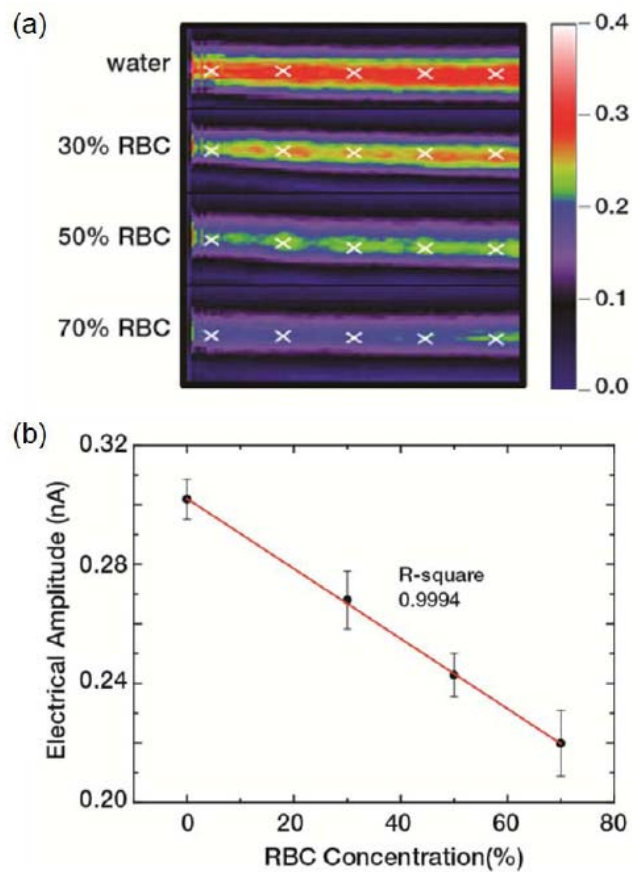 (a)
water
30% RBC
50% RBC
70% RBC
0.4
0.3
0.2
0.1
0.0
(b)
0.32
0.28
0.24
0.20
Electrical Amplitude (nA)
R-square
0.9994
0 20 40 60 80
RBC Concentration(%)